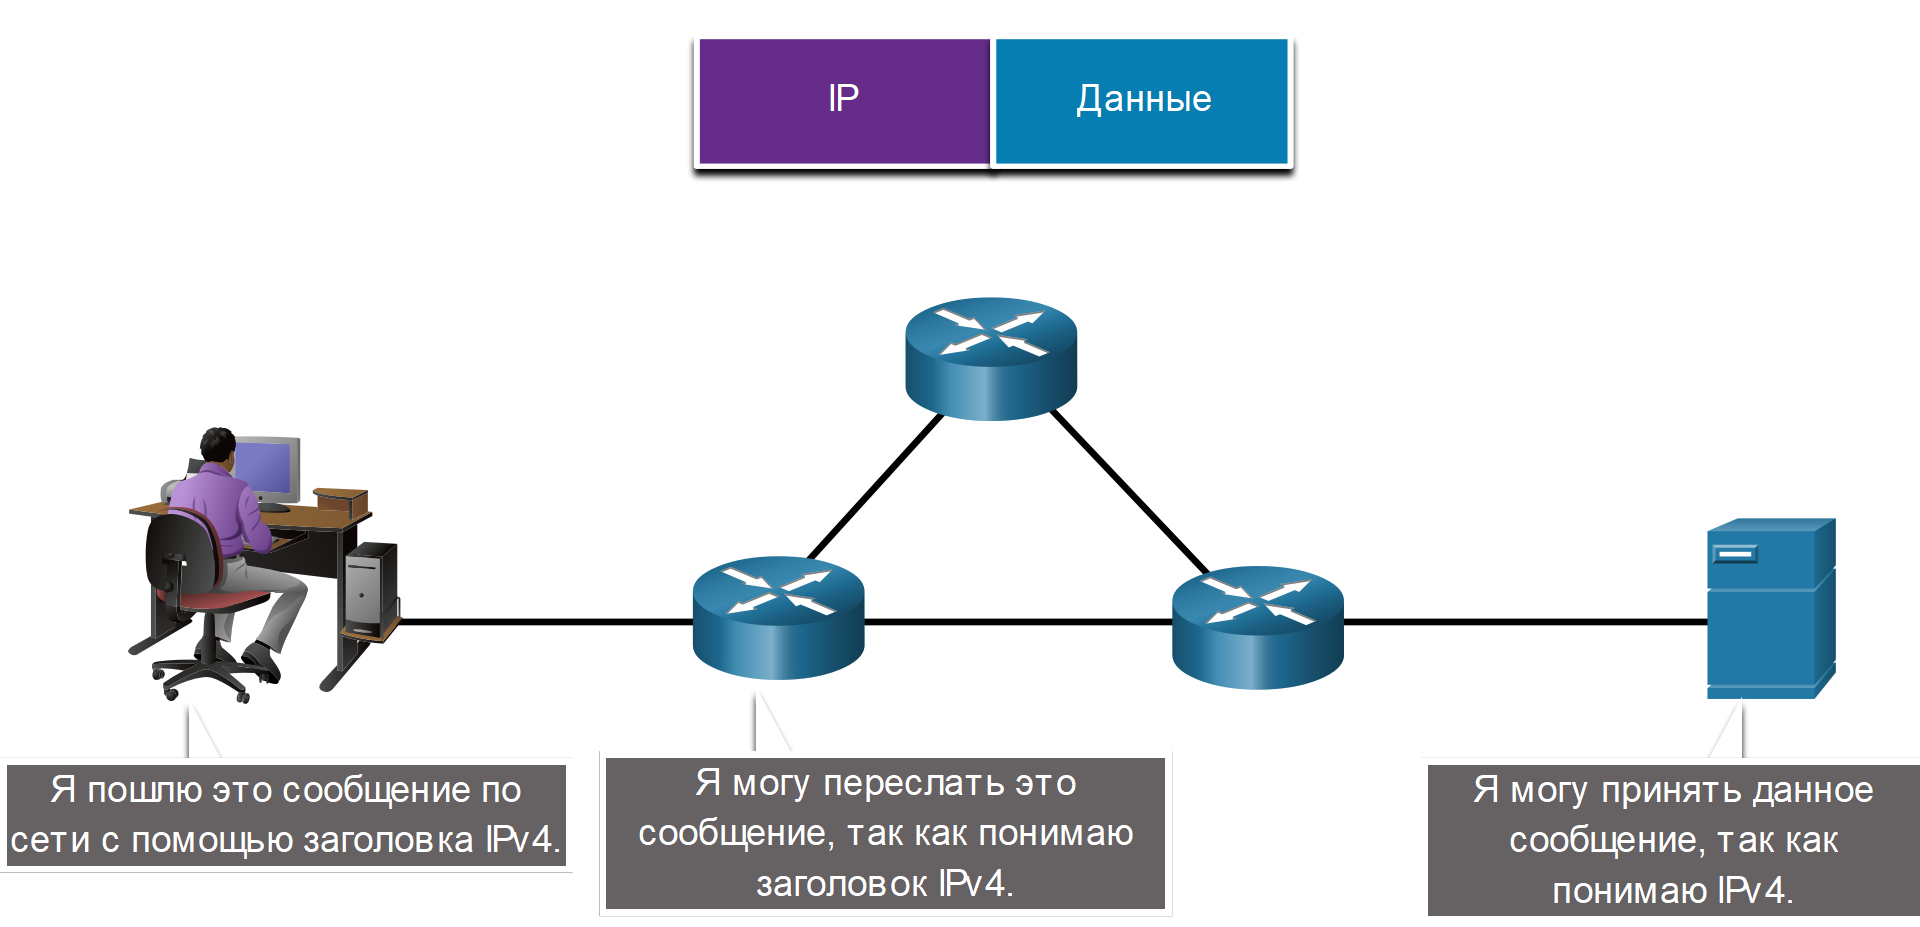 IP
Данные
Я пошлю это сообщение по
сети с помощью заголовка IPv4.
Я могу переслать это
сообщение, так как понимаю
заголовок IPv4.
Я могу принять данное
сообщение, так как
понимаю IPv4.